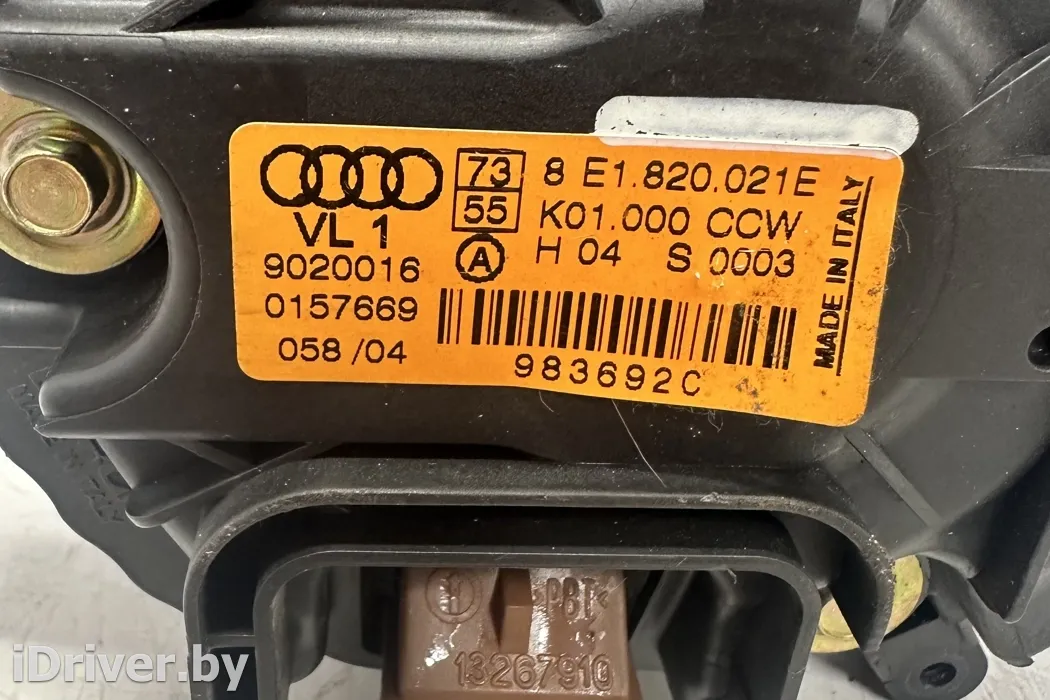 73
55
8 E1.820.021E
K01.000 CCW
H 04 S 0003
VL 1
9020016
0157669
058 /04
A
983692C
MADE IN ITALY
>PBT<
13267910
iDriver.by